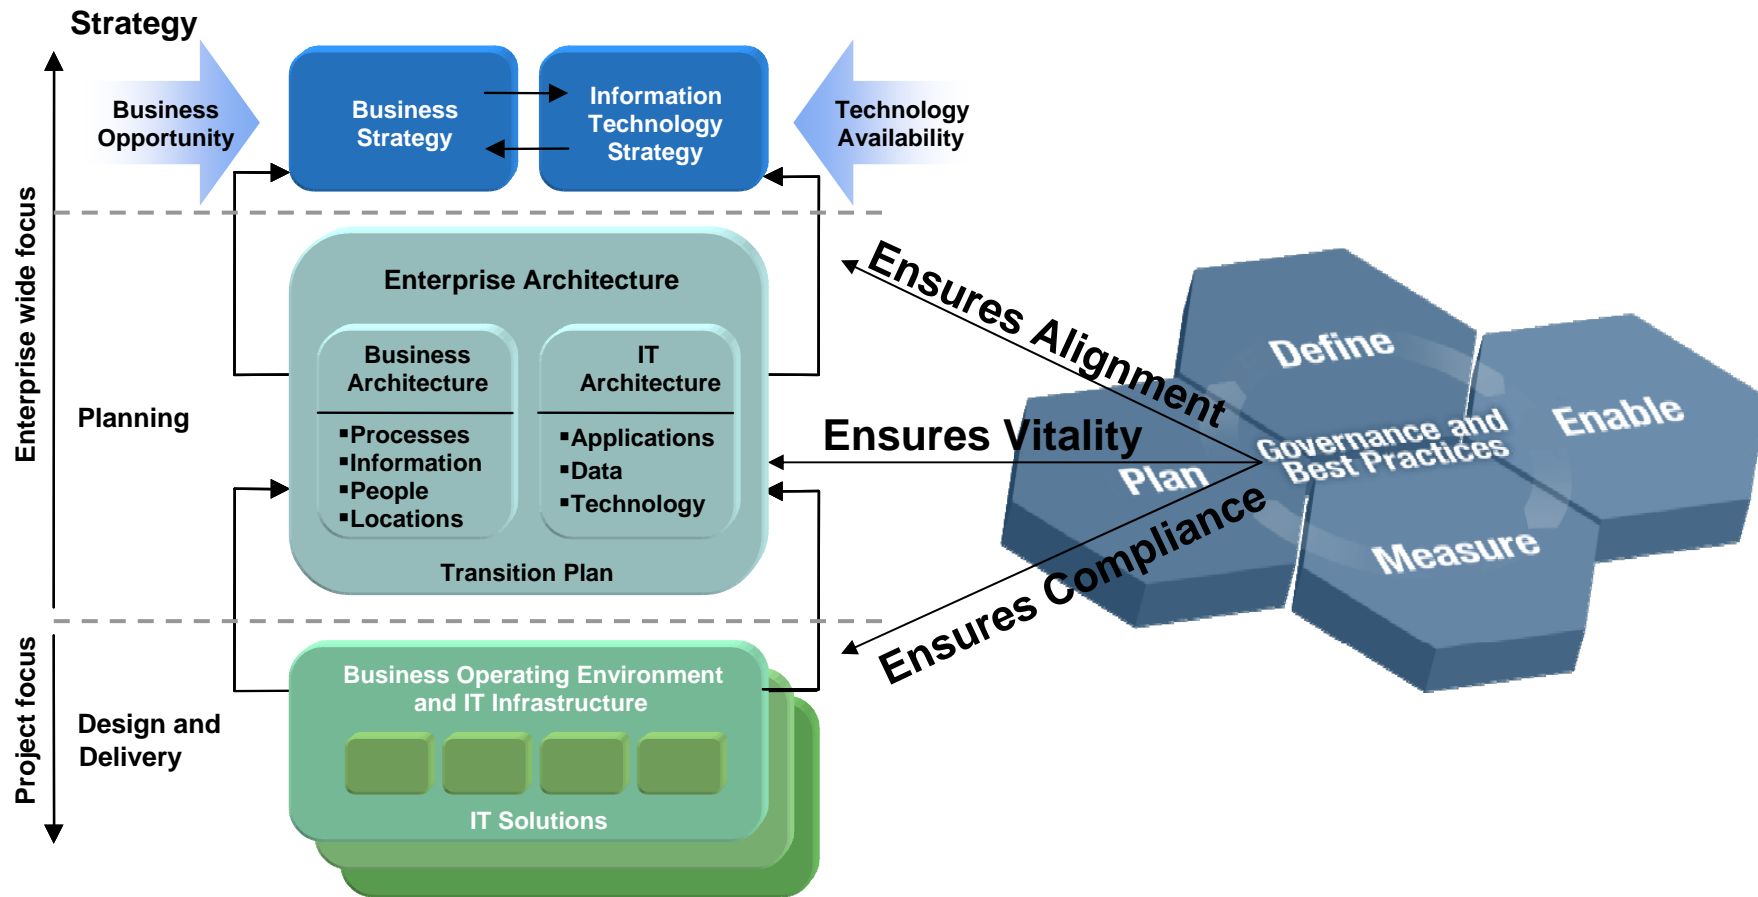 Strategy
Business
Opportunity
Business
Strategy
Information
Technology
Strategy
Technology
Availability
Enterprise wide focus
Planning
Enterprise Architecture
Business
Architecture
▪Processes
▪Information
▪People
▪Locations
IT
Architecture
▪Applications
▪Data
▪Technology
Transition Plan
Project focus
Design and
Delivery
Business Operating Environment
and IT Infrastructure
IT Solutions
Ensures Alignment
Ensures Vitality
Ensures Compliance
Define
Enable
Governance and
Best Practices
Plan
Measure